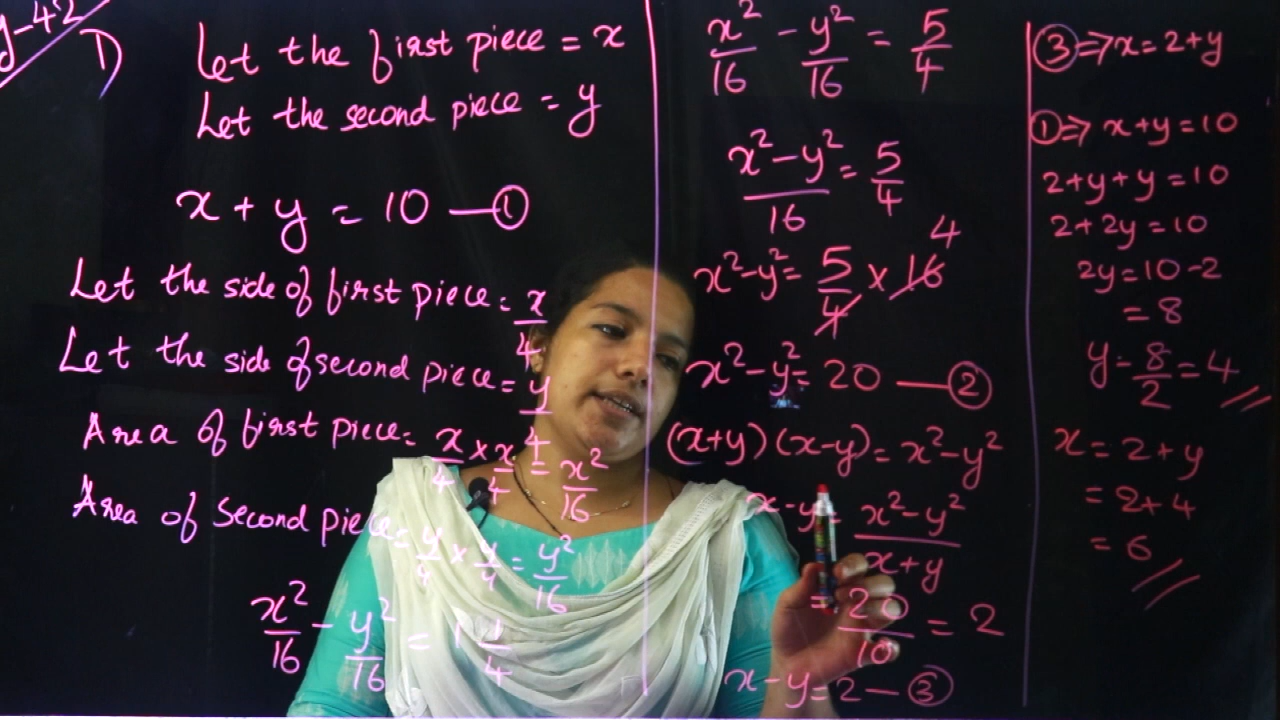 g-42
1) Let the first piece = x
Let the second piece = y
x + y = 10 — ①
Let the side of first piece = x/4
Let the side of second piece = y/4
Area of first piece = x/4 × x/4 = x²/16
Area of second piece = y/4 × y/4 = y²/16
x²/16 - y²/16 = 1 1/4
x²/16 - y²/16 = 5/4
x²-y²/16 = 5/4
x²-y² = 5/4 × 16 4
x²-y² = 20 — ②
(x+y)(x-y) = x²-y²
x-y = x²-y²/x+y
= 20/10 = 2
x-y = 2 — ③
③ ⇒ x = 2+y
① ⇒ x+y = 10
2+y+y = 10
2+2y = 10
2y = 10-2
= 8
y = 8/2 = 4 //
x = 2+y
= 2+4
= 6 //